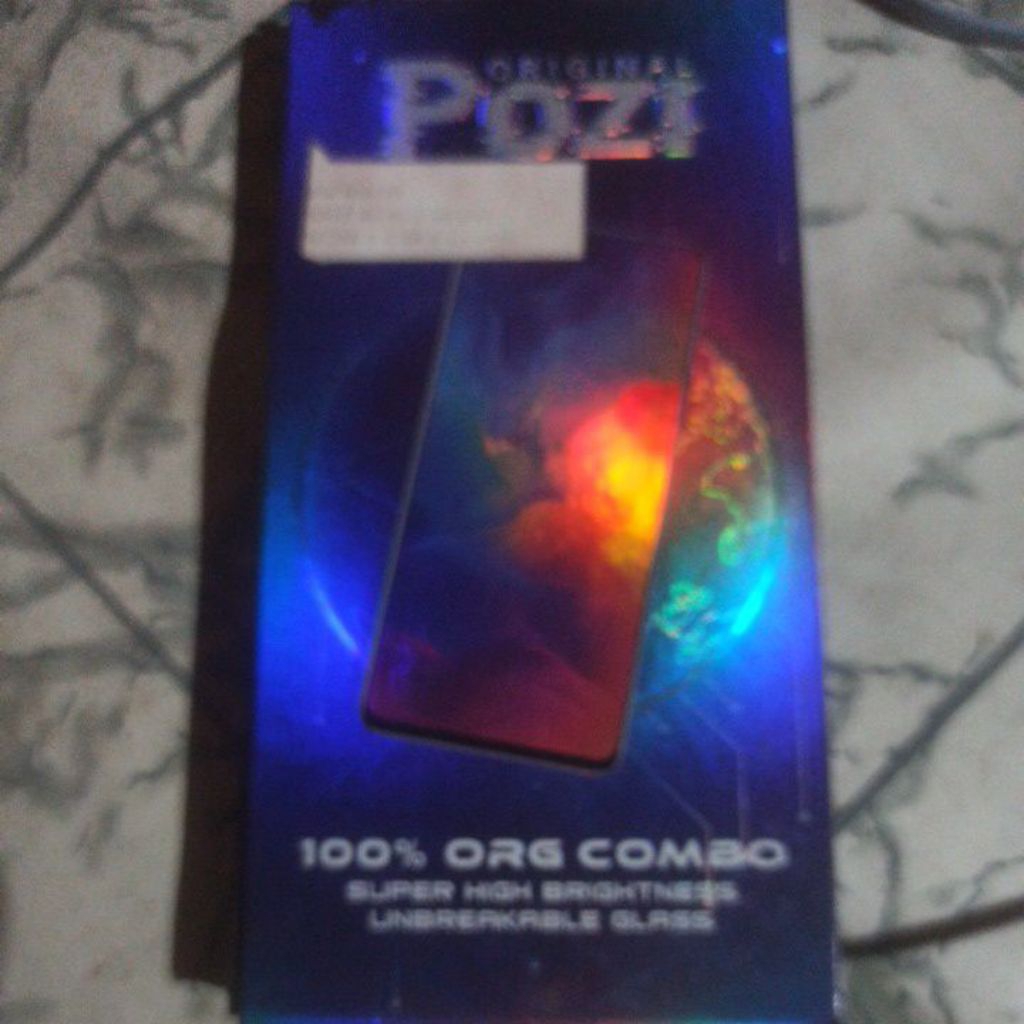 ORIGINAL
POZI
100% ORG COMBO
SUPER HIGH BRIGHTNESS
UNBREAKABLE GLASS